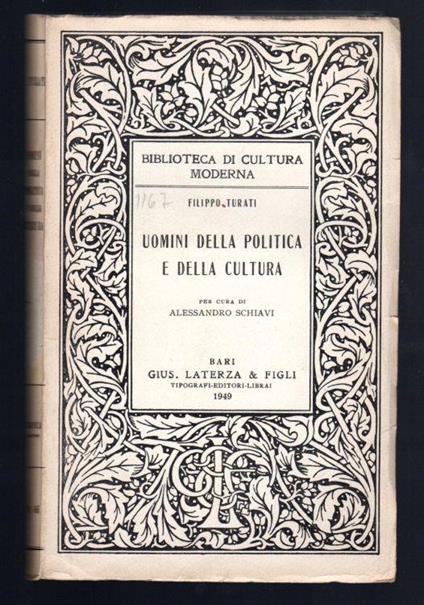 BIBLIOTECA DI CULTURA
MODERNA
1167
FILIPPO TURATI
UOMINI DELLA POLITICA
E DELLA CULTURA
PER CURA DI
ALESSANDRO SCHIAVI
BARI
GIUS. LATERZA & FIGLI
TIPOGRAFI-EDITORI-LIBRAI
1949